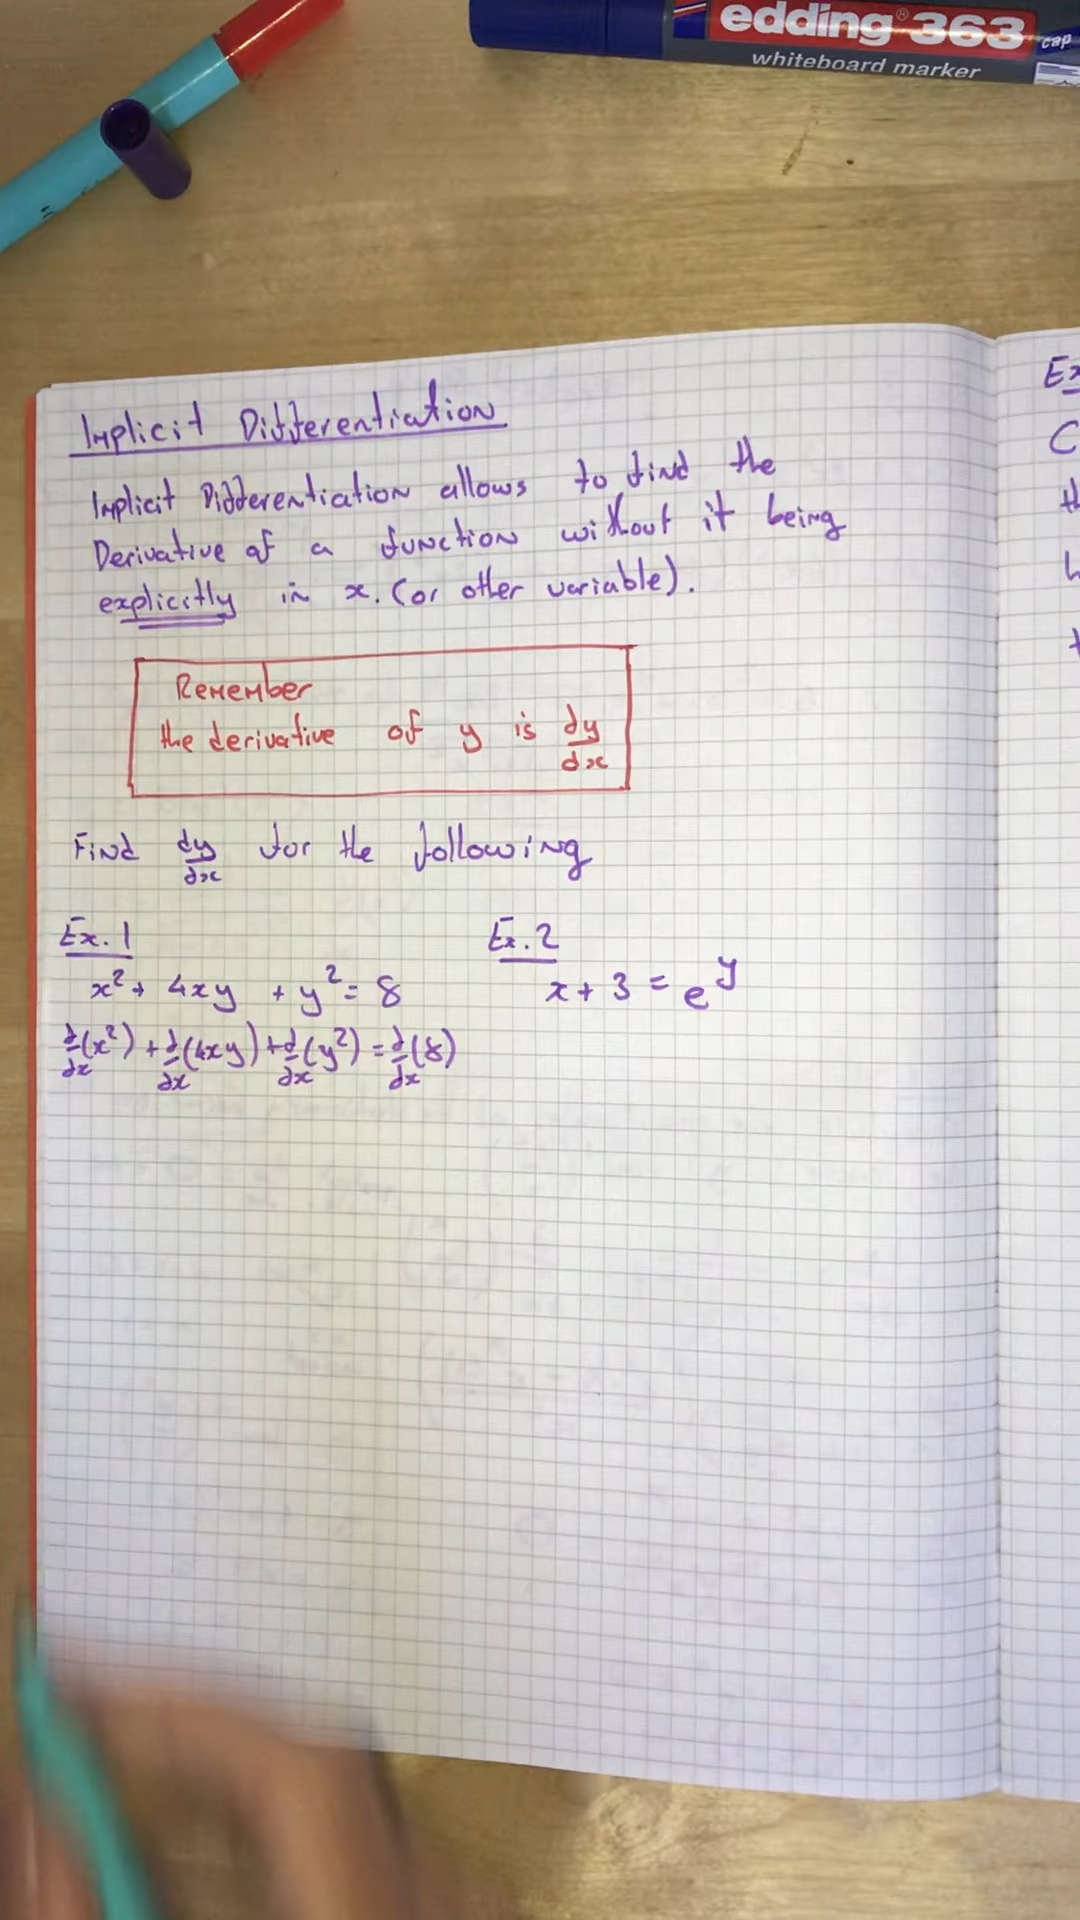 edding® 363
cap
whiteboard marker
Implicit Differentiation
Implicit Differentiation allows to find the
Derivative of a function without it being
explicitly in x. (or other variable).
Remember
the derivative of y is dy/dx
Find dy/dx for the following
Ex. 1
x² + 4xy + y² = 8
d/dx(x²) + d/dx(4xy) + d/dx(y²) = d/dx(8)
Ex. 2
x + 3 = e^y